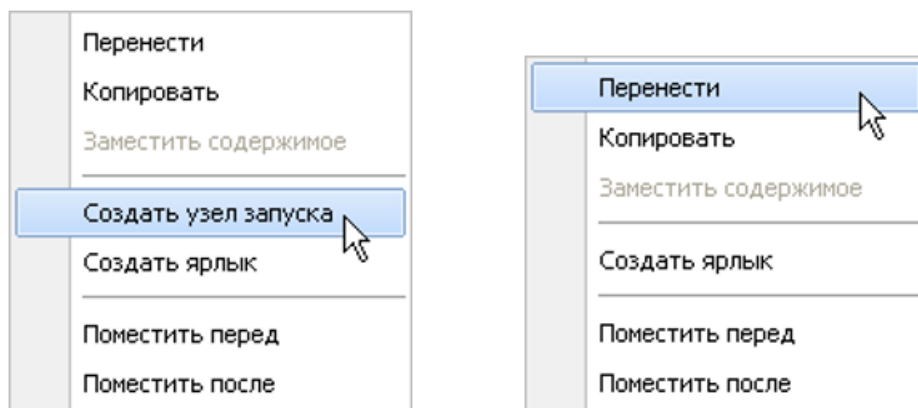 Перенести
Копировать
Заместить содержимое
Создать узел запуска
Создать ярлык
Поместить перед
Поместить после
Перенести
Копировать
Заместить содержимое
Создать ярлык
Поместить перед
Поместить после